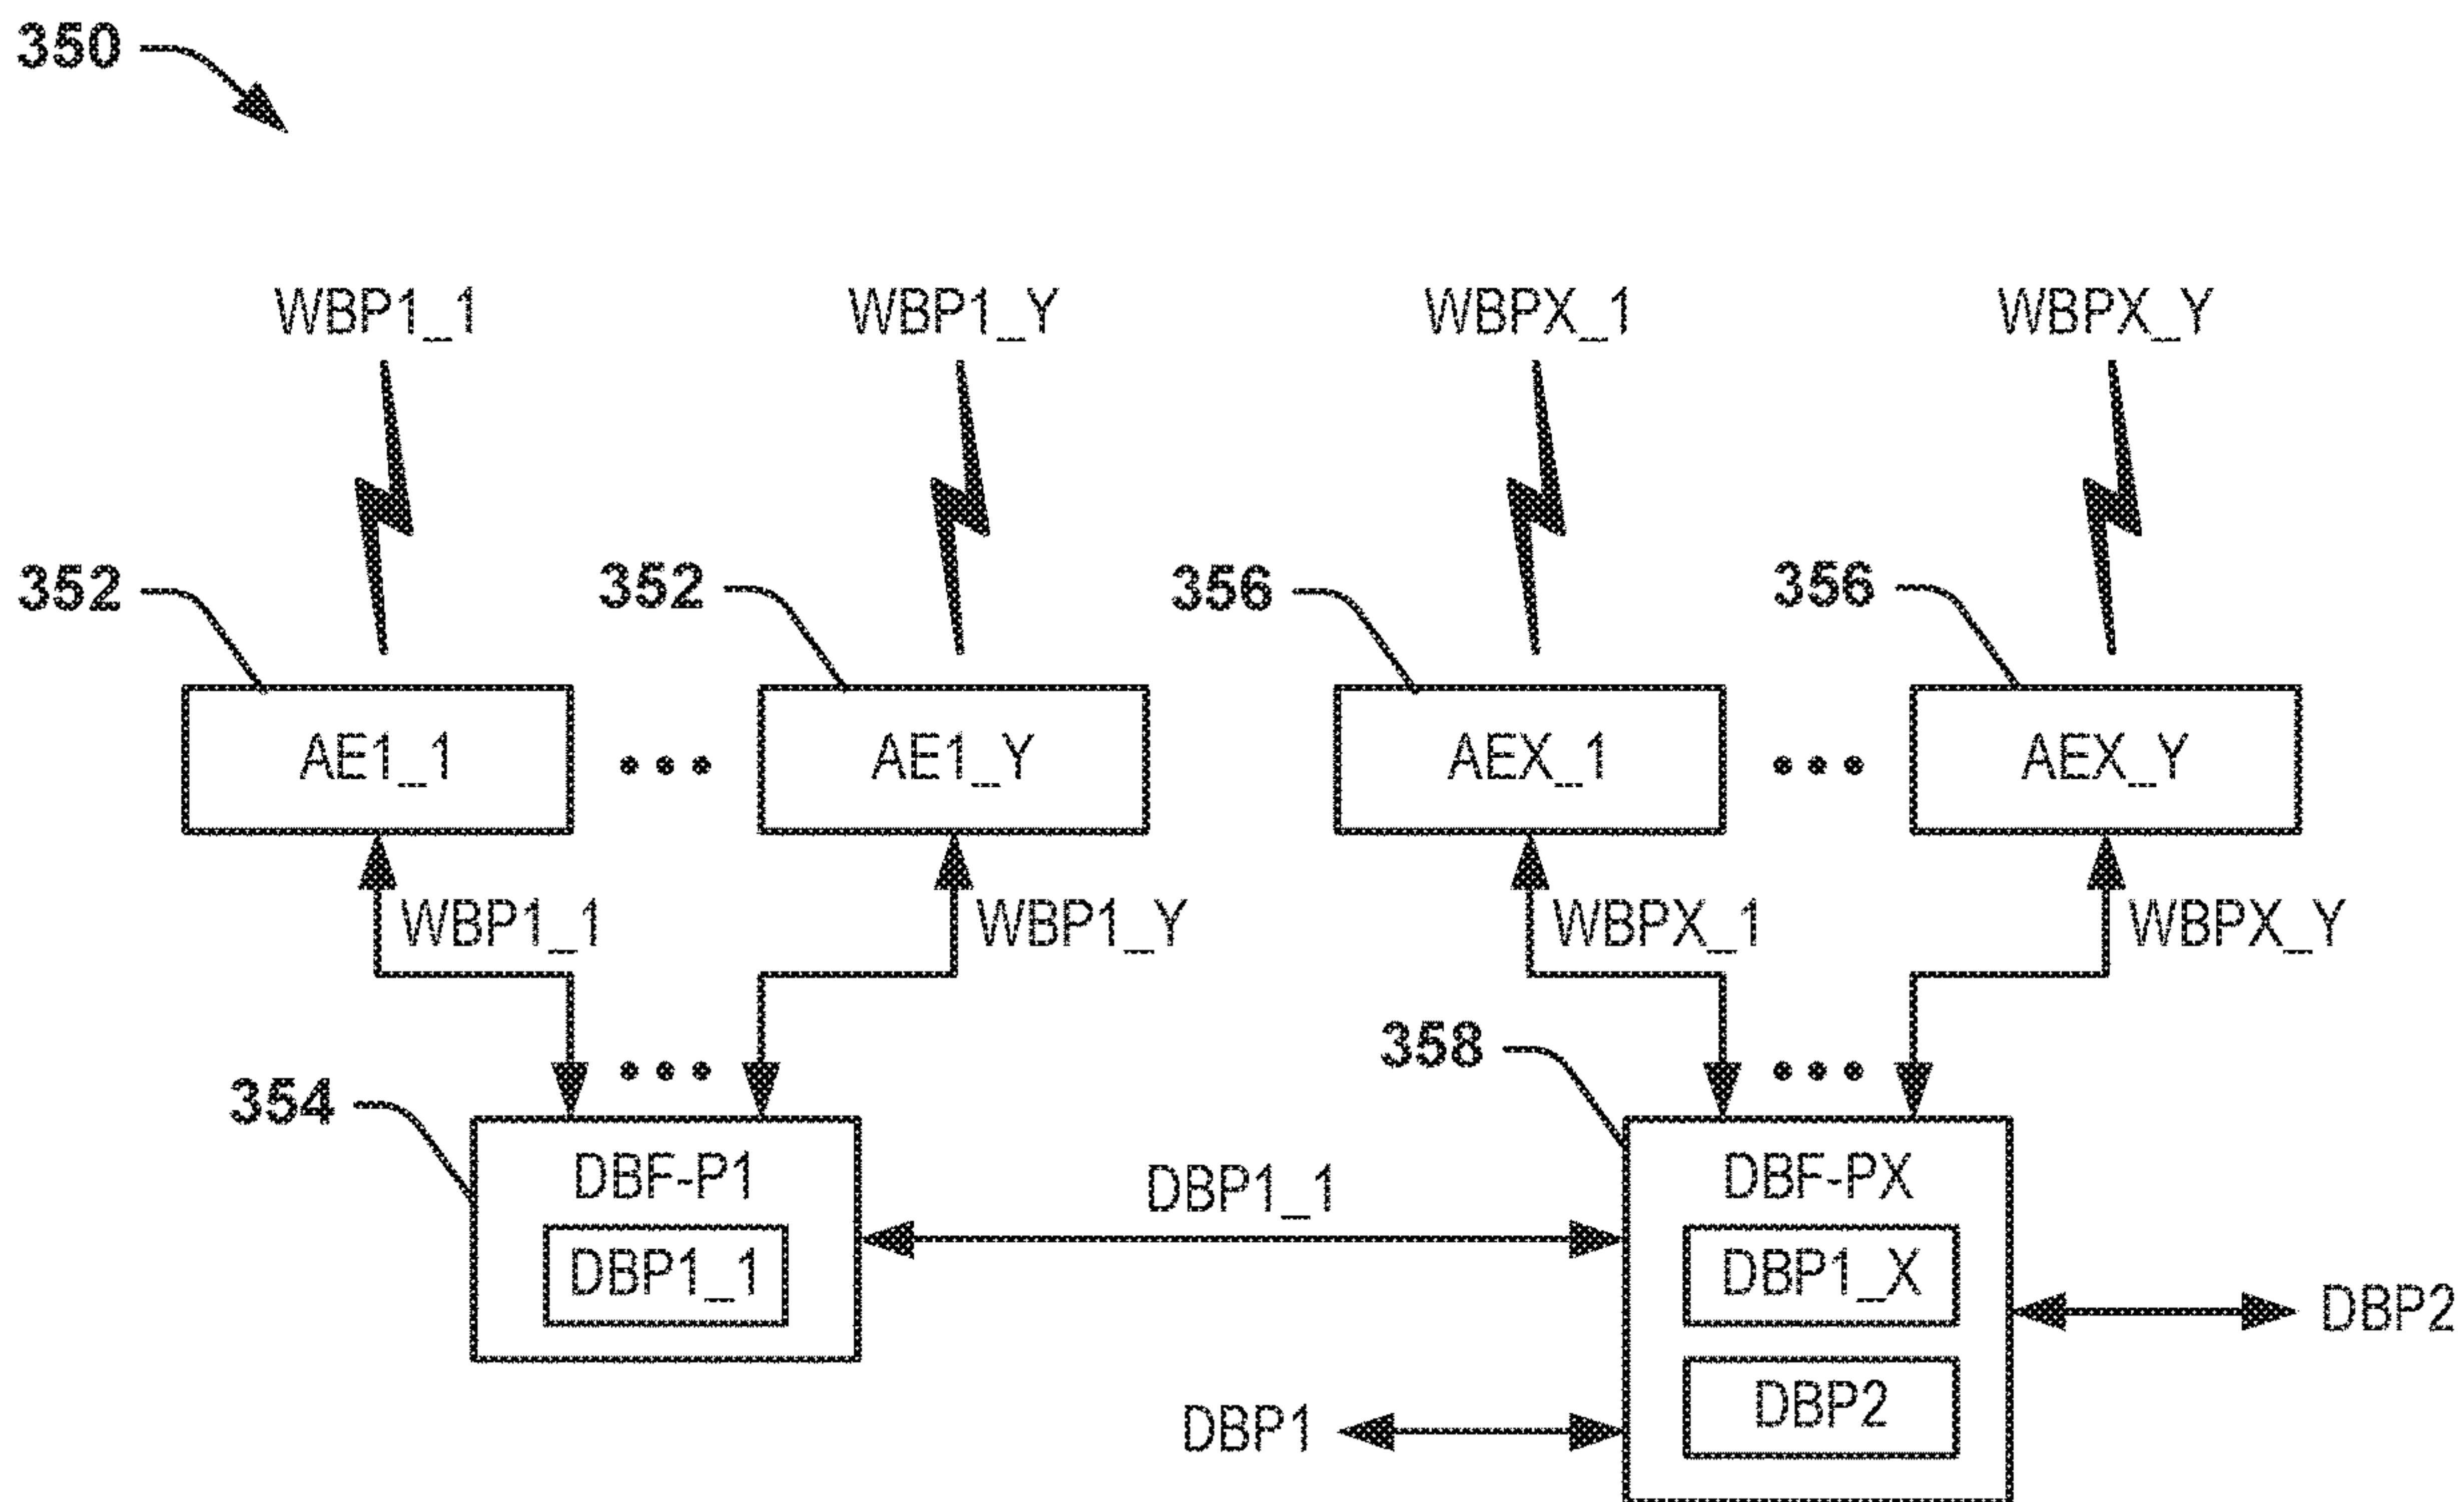 350
WBP1_1
WBP1_Y
WBPX_1
WBPX_Y
352
352
356
356
AE1_1
AE1_Y
AEX_1
AEX_Y
WBP1_1
WBP1_Y
WBPX_1
WBPX_Y
354
358
DBF-P1
DBP1_1
DBP1_1
DBF-PX
DBP1_X
DBP2
DBP2
DBP1